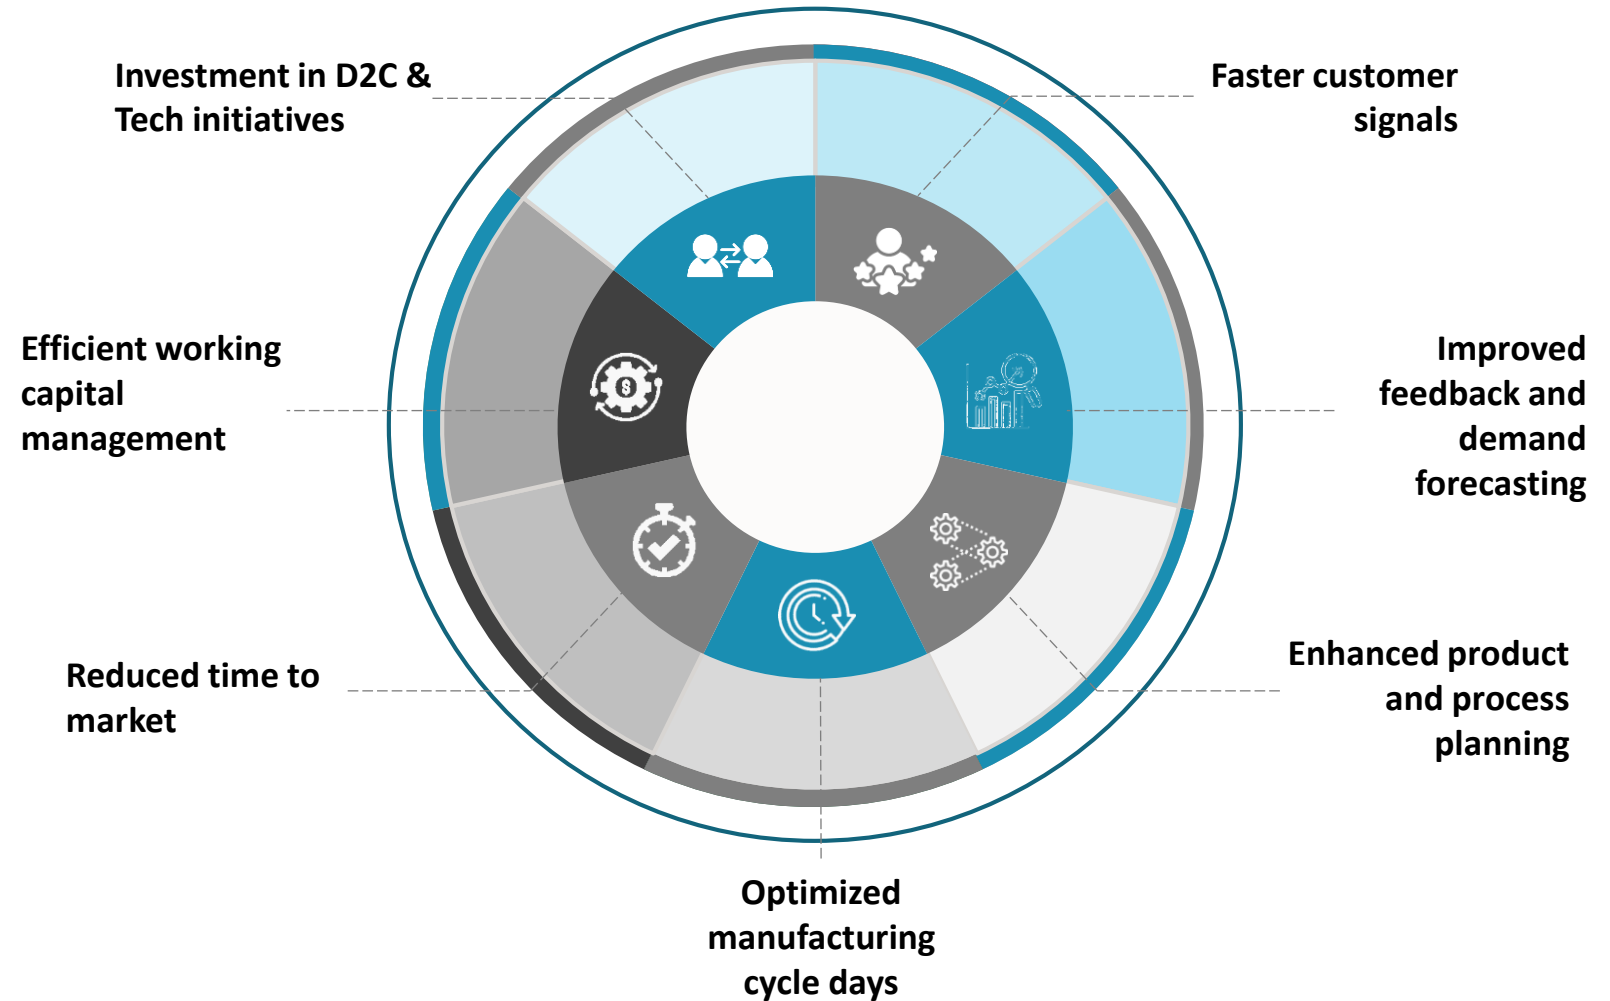 Investment in D2C &
Tech initiatives
Faster customer
signals
Efficient working
capital
management
Improved
feedback and
demand
forecasting
Reduced time to
market
Enhanced product
and process
planning
Optimized
manufacturing
cycle days
$